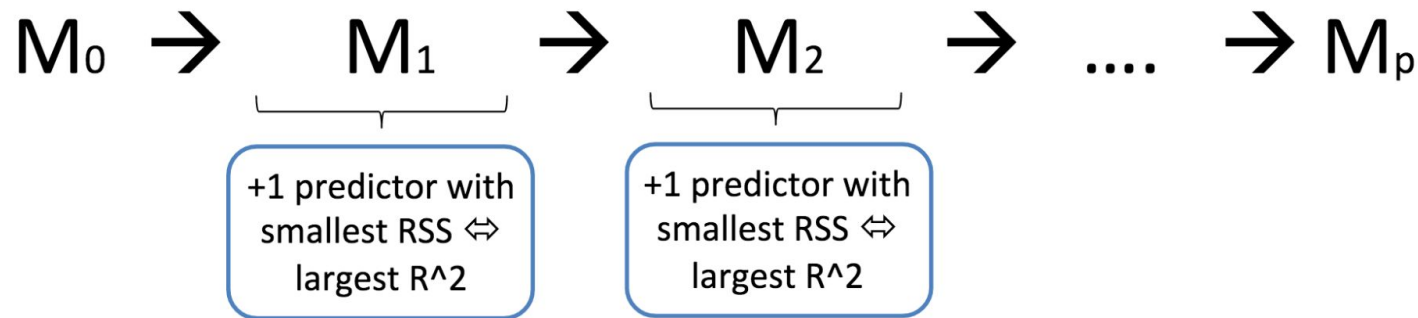 M₀ → M₁ → M₂ → .... → Mₚ
+1 predictor with
smallest RSS ⇔
largest R^2
+1 predictor with
smallest RSS ⇔
largest R^2